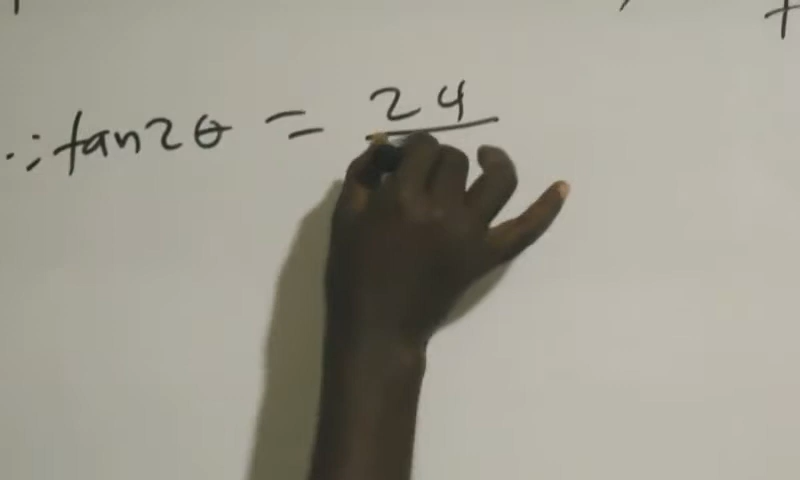 ∴ tan2θ = 24